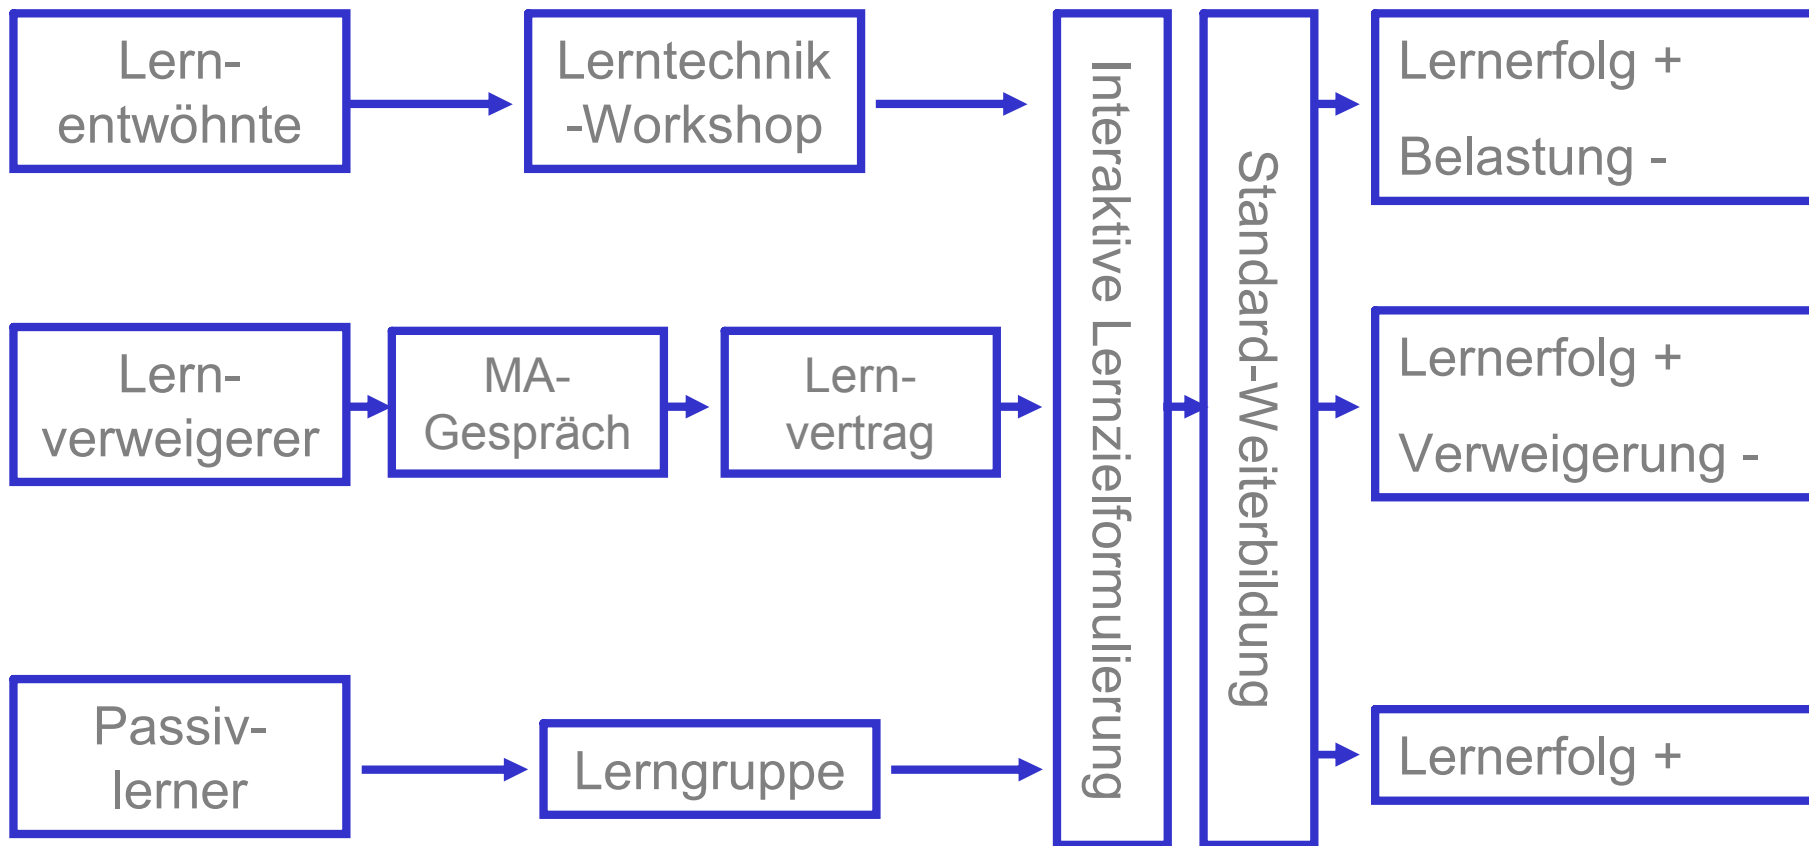 Lern-
entwöhnte
Lerntechnik
-Workshop
Lern-
verweigerer
MA-
Gespräch
Lern-
vertrag
Passiv-
lerner
Lerngruppe
Interaktive Lernzielformulierung
Standard-Weiterbildung
Lernerfolg +
Belastung -
Lernerfolg +
Verweigerung -
Lernerfolg +